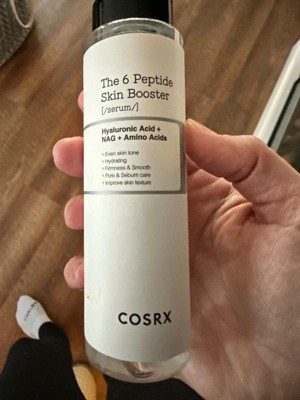 The 6 Peptide
Skin Booster
[/serum/]
Hyaluronic Acid +
NAG + Amino Acids
• Even skin tone
• Hydrating
• Firmness & Smooth
• Pore & Sebum care
• Improve skin texture
COSRX